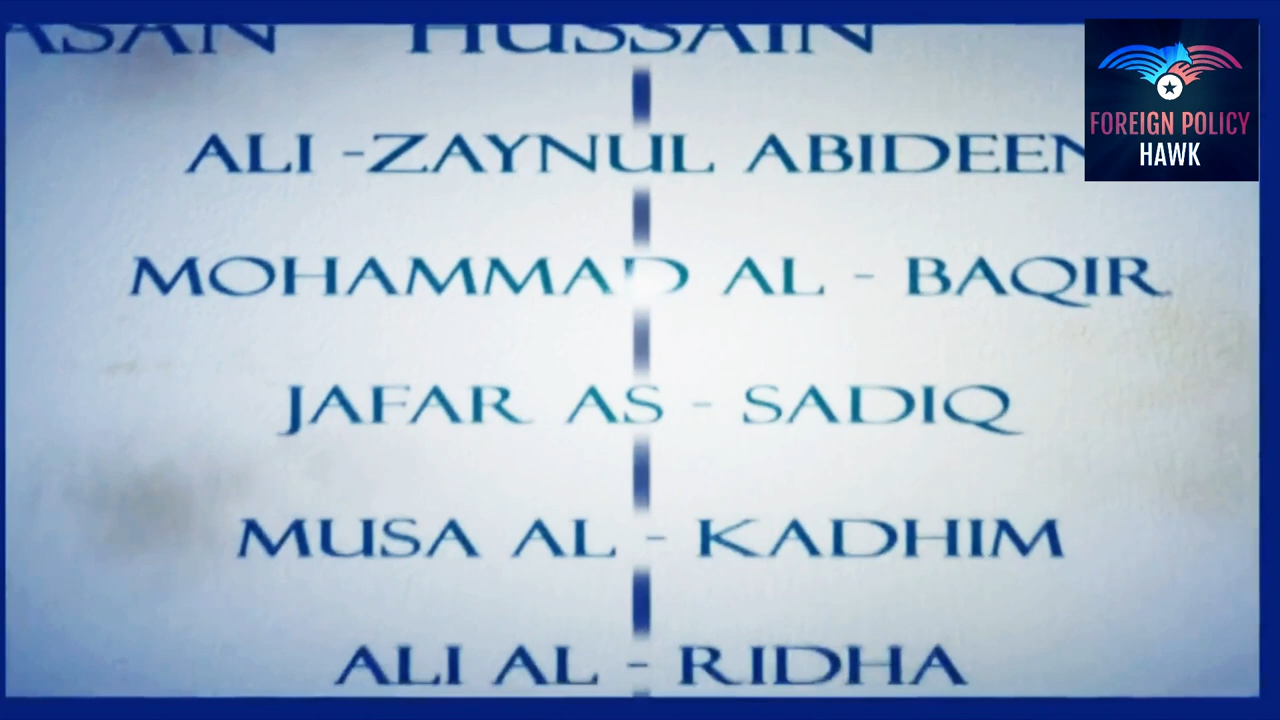 HUSSAIN
ALI -ZAYNUL ABIDEEN
MOHAMMAD AL - BAQIR
JAFAR AS - SADIQ
MUSA AL - KADHIM
ALI AL - RIDHA
FOREIGN POLICY
HAWK